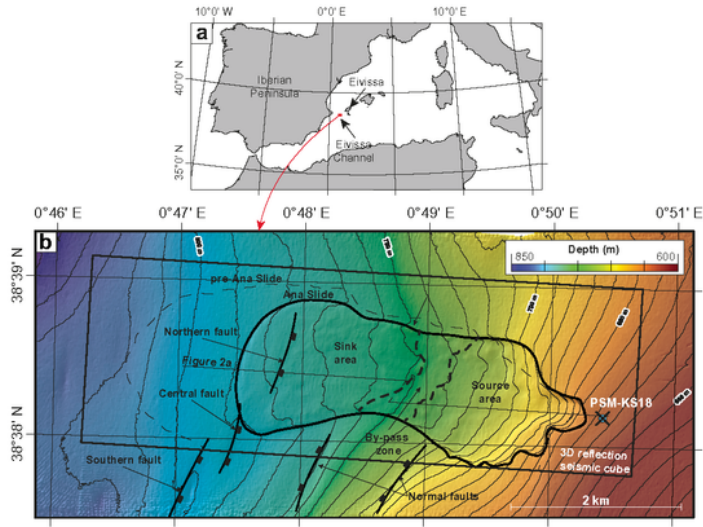 10°0' W
0°0' E
10°0' E
a
40°0' N
35°0' N
Iberian
Peninsula
Eivissa
Eivissa
Channel
0°46' E
0°47' E
0°48' E
0°49' E
0°50' E
0°51' E
b
38°39' N
38°38' N
Depth (m)
850
600
pre Ana Slide
Ana Slide
Northern fault
Sink
area
Figure 2a
Central fault
Source
area
PSM-KS18
By-pass
zone
Southern fault
3D reflection
seismic cube
Normal faults
2 km